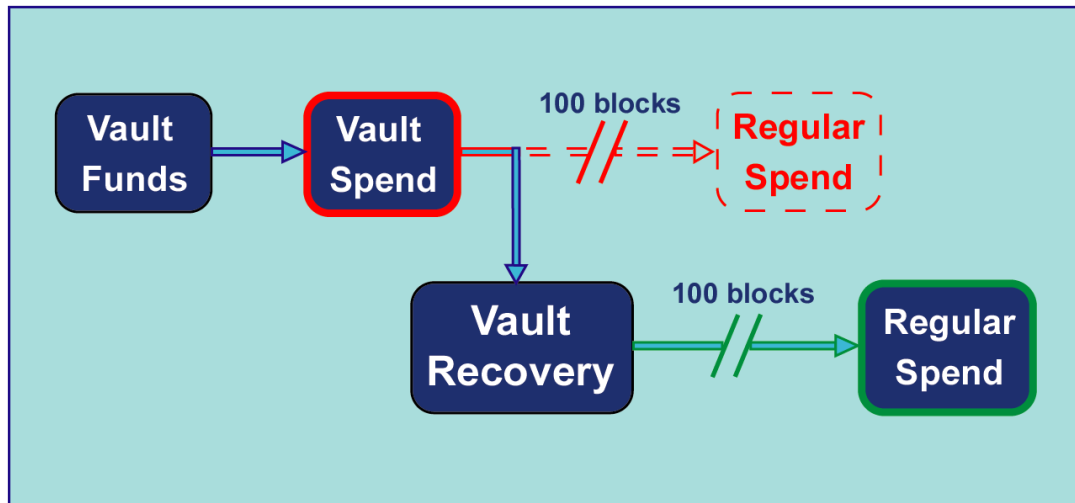 Vault
Funds
Vault
Spend
100 blocks
Regular
Spend
Vault
Recovery
100 blocks
Regular
Spend